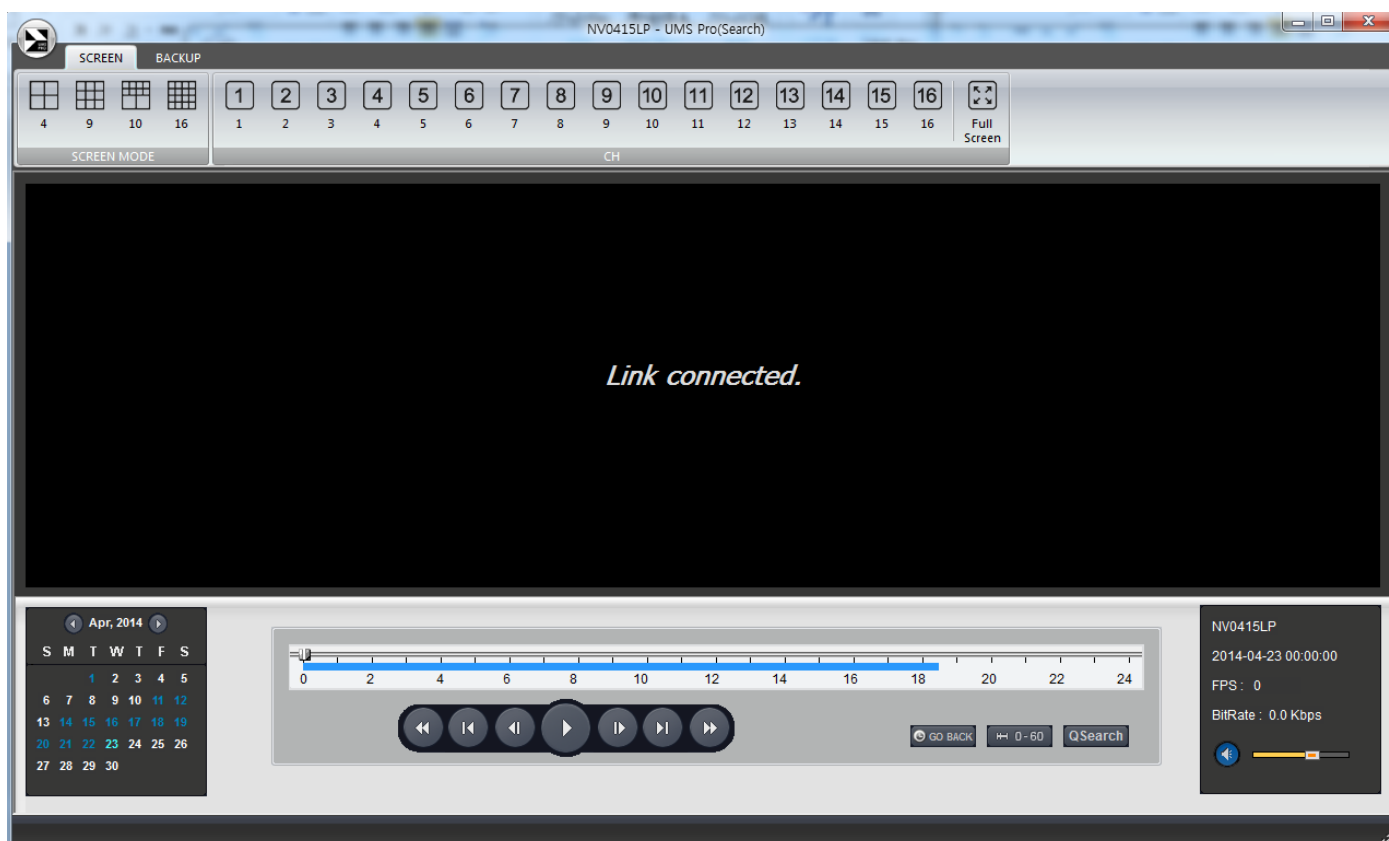 NV0415LP - UMS Pro(Search)
SCREEN BACKUP
1 2 3 4 5 6 7 8 9 10 11 12 13 14 15 16
4 9 10 16 1 2 3 4 5 6 7 8 9 10 11 12 13 14 15 16 Full
Screen
SCREEN MODE CH
Link connected.
Apr, 2014
S M T W T F S
1 2 3 4 5
6 7 8 9 10 11 12
13 14 15 16 17 18 19
20 21 22 23 24 25 26
27 28 29 30
0 2 4 6 8 10 12 14 16 18 20 22 24
GO BACK 0-60 QSearch
NV0415LP
2014-04-23 00:00:00
FPS : 0
BitRate : 0.0 Kbps